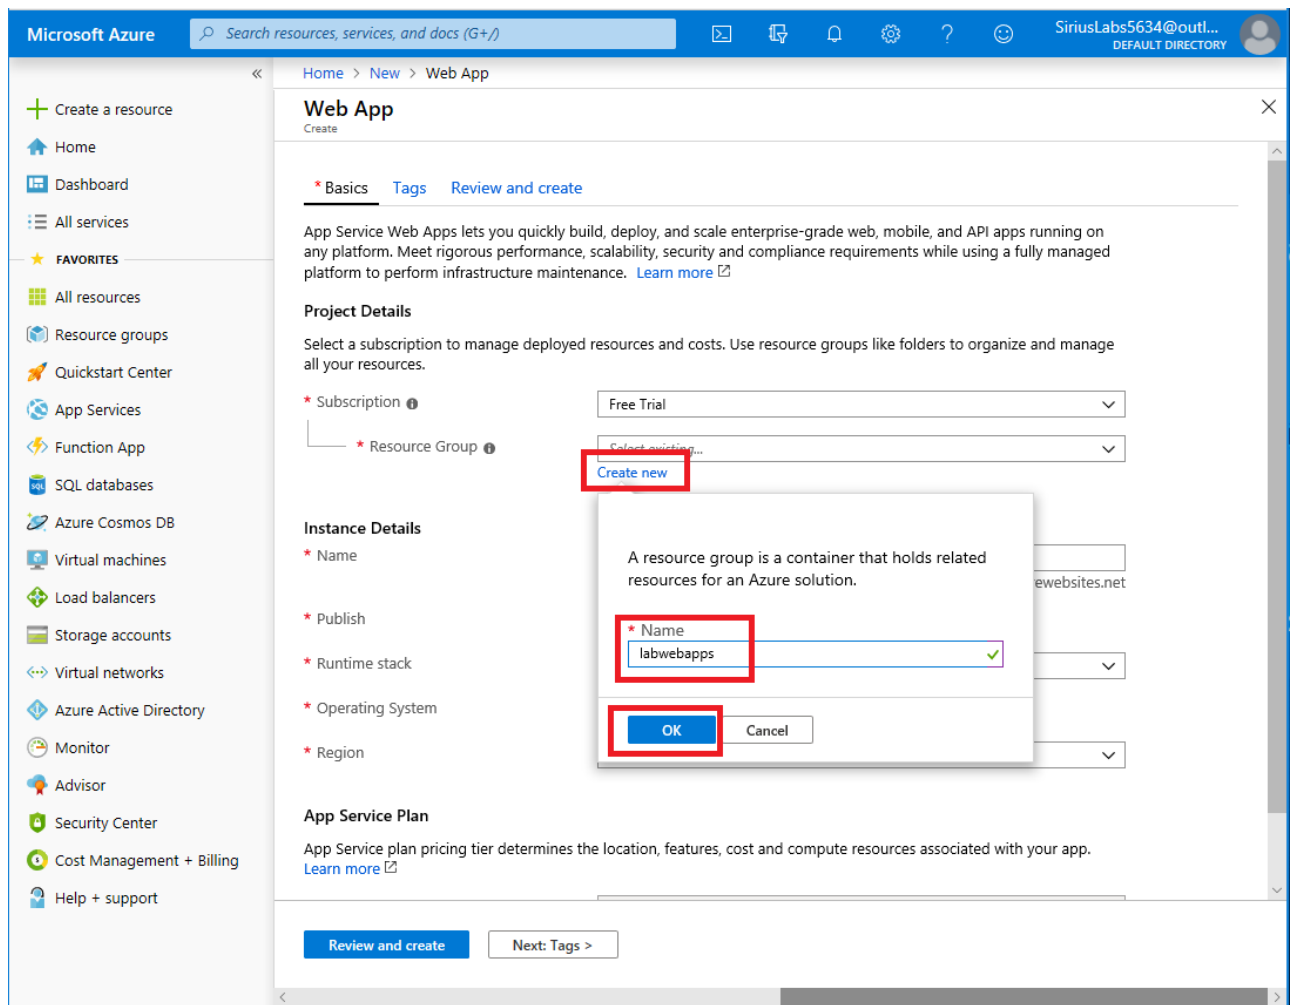 Microsoft Azure
Search resources, services, and docs (G+/)
SiriusLabs5634@outl...
DEFAULT DIRECTORY
«
Create a resource
Home
Dashboard
All services
FAVORITES
All resources
Resource groups
Quickstart Center
App Services
Function App
SQL databases
Azure Cosmos DB
Virtual machines
Load balancers
Storage accounts
Virtual networks
Azure Active Directory
Monitor
Advisor
Security Center
Cost Management + Billing
Help + support
Home > New > Web App
Web App
Create
* Basics Tags Review and create
App Service Web Apps lets you quickly build, deploy, and scale enterprise-grade web, mobile, and API apps running on
any platform. Meet rigorous performance, scalability, security and compliance requirements while using a fully managed
platform to perform infrastructure maintenance. Learn more
Project Details
Select a subscription to manage deployed resources and costs. Use resource groups like folders to organize and manage
all your resources.
* Subscription
Free Trial
* Resource Group
Select existing...
Create new
Instance Details
* Name
ewebsites.net
* Publish
* Runtime stack
* Operating System
* Region
A resource group is a container that holds related
resources for an Azure solution.
* Name
labwebapps
OK
Cancel
App Service Plan
App Service plan pricing tier determines the location, features, cost and compute resources associated with your app.
Learn more
Review and create
Next: Tags >